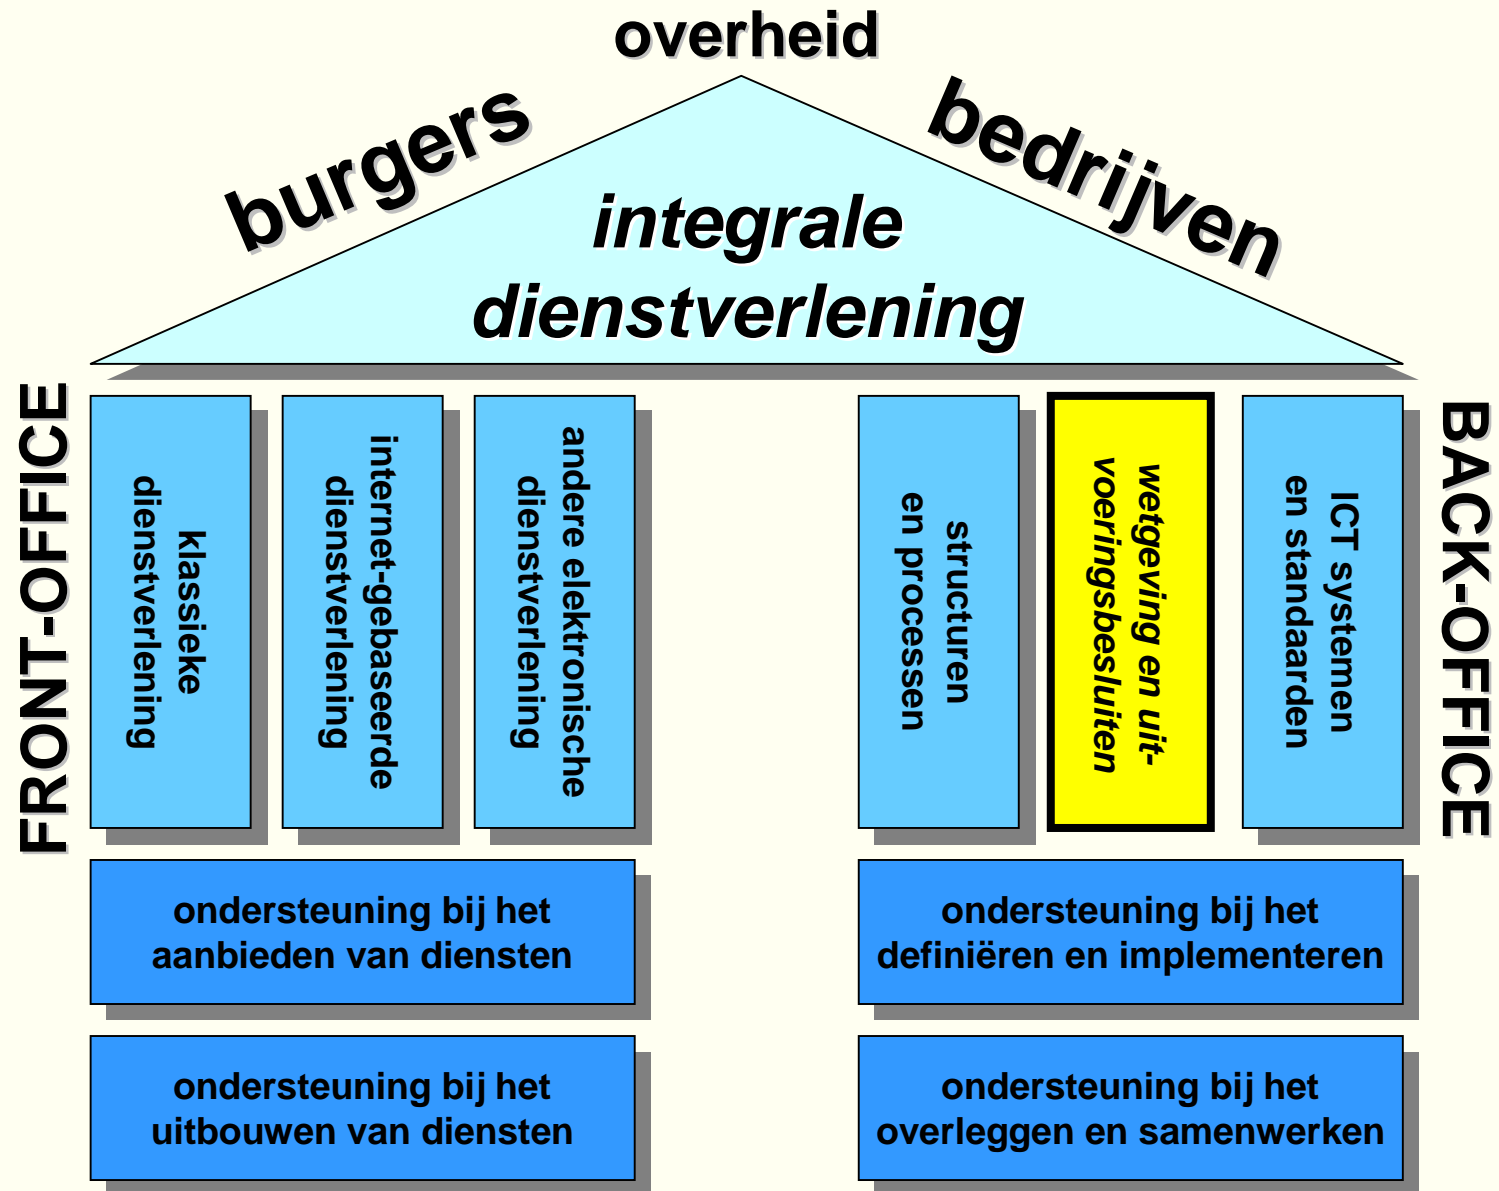 overheid
burgers
bedrijven
integrale
dienstverlening
FRONT-OFFICE
klassieke
dienstverlening
internet-gebaseerde
dienstverlening
andere elektronische
dienstverlening
structuren
en processen
wetgeving en uit-
voeringsbesluiten
ICT systemen
en standaarden
BACK-OFFICE
ondersteuning bij het
aanbieden van diensten
ondersteuning bij het
definiëren en implementeren
ondersteuning bij het
uitbouwen van diensten
ondersteuning bij het
overleggen en samenwerken